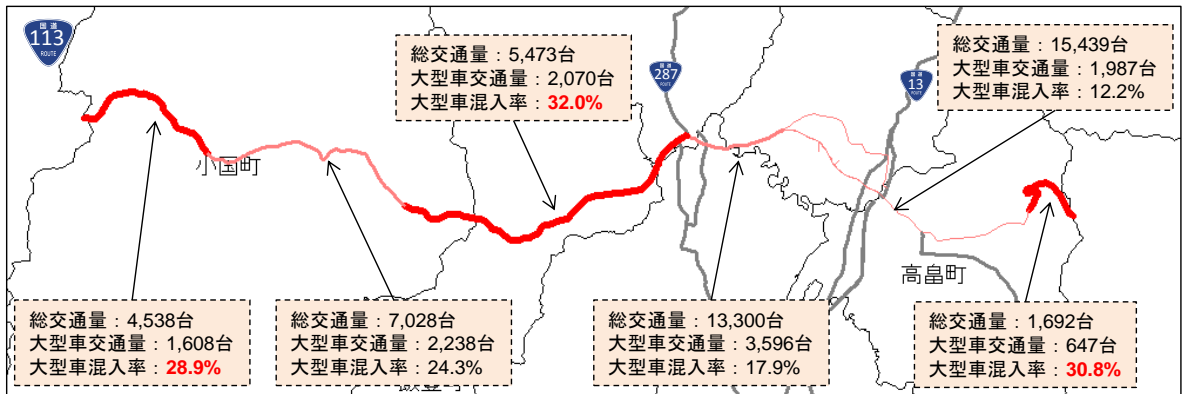 国道
113
ROUTE
総交通量：5,473台
大型車交通量：2,070台
大型車混入率：32.0%
国道
287
ROUTE
国道
13
ROUTE
総交通量：15,439台
大型車交通量：1,987台
大型車混入率：12.2%
小国町
高畠町
総交通量：4,538台
大型車交通量：1,608台
大型車混入率：28.9%
総交通量：7,028台
大型車交通量：2,238台
大型車混入率：24.3%
総交通量：13,300台
大型車交通量：3,596台
大型車混入率：17.9%
総交通量：1,692台
大型車交通量：647台
大型車混入率：30.8%